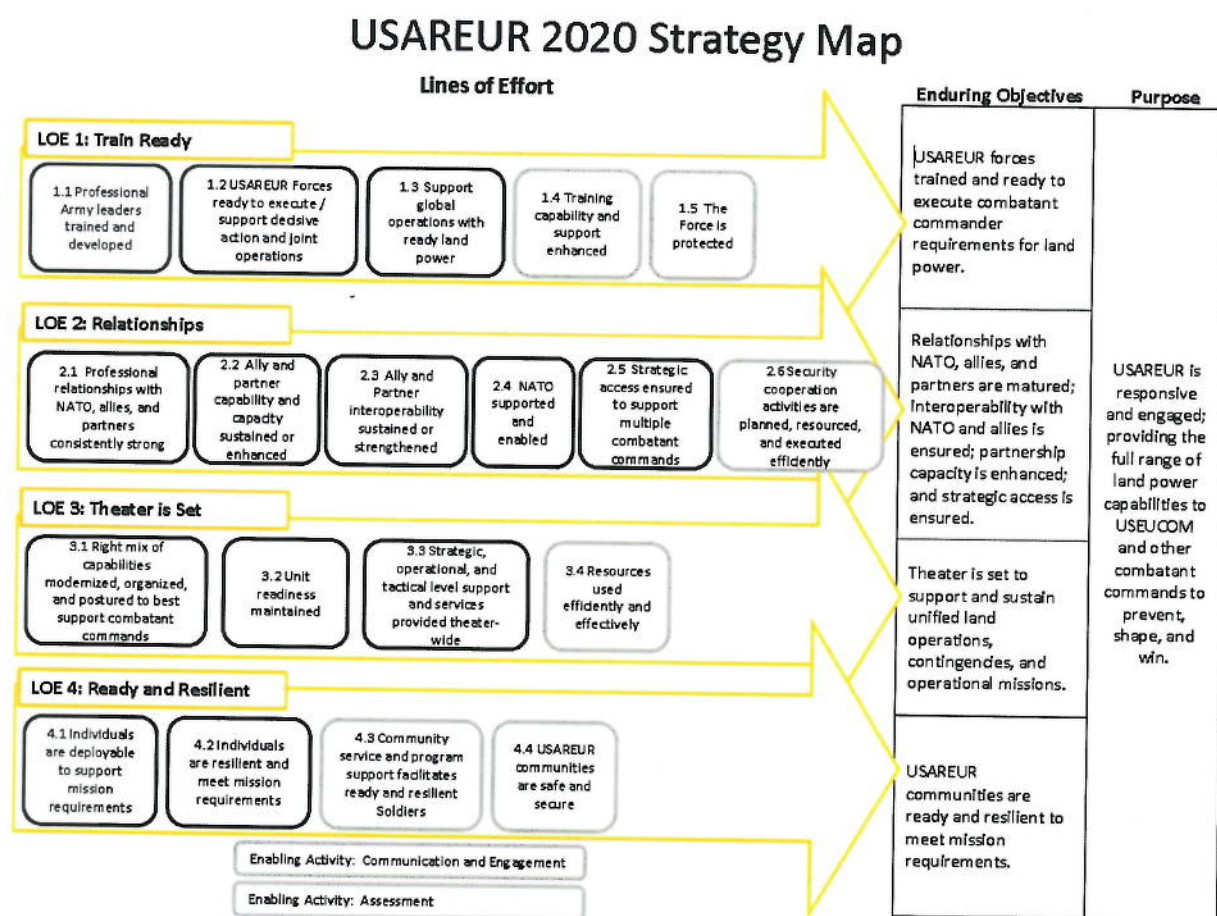 USAREUR 2020 Strategy Map
Lines of Effort
Enduring Objectives
Purpose
LOE 1: Train Ready
1.1 Professional
Army leaders
trained and
developed
1.2 USAREUR Forces
ready to execute /
support decisive
action and joint
operations
1.3 Support
global
operations with
ready land
power
1.4 Training
capability and
support
enhanced
1.5 The
Force is
protected
USAREUR forces
trained and ready to
execute combatant
commander
requirements for land
power.
LOE 2: Relationships
2.1 Professional
relationships with
NATO, allies, and
partners
consistently strong
2.2 Ally and
partner
capability and
capacity
sustained or
enhanced
2.3 Ally and
Partner
interoperability
sustained or
strengthened
2.4 NATO
supported
and
enabled
2.5 Strategic
access ensured
to support
multiple
combatant
commands
2.6 Security
cooperation
activities are
planned, resourced,
and executed
efficiently
Relationships with
NATO, allies, and
partners are matured;
interoperability with
NATO and allies is
ensured; partnership
capacity is enhanced;
and strategic access is
ensured.
LOE 3: Theater is Set
3.1 Right mix of
capabilities
modernized, organized,
and postured to best
support combatant
commands
3.2 Unit
readiness
maintained
3.3 Strategic,
operational, and
tactical level support
and services
provided theater-
wide
3.4 Resources
used
efficiently and
effectively
Theater is set to
support and sustain
unified land
operations,
contingencies, and
operational missions.
LOE 4: Ready and Resilient
4.1 Individuals
are deployable
to support
mission
requirements
4.2 Individuals
are resilient and
meet mission
requirements
4.3 Community
service and program
support facilitates
ready and resilient
Soldiers
4.4 USAREUR
communities
are safe and
secure
USAREUR
communities are
ready and resilient to
meet mission
requirements.
USAREUR is
responsive
and engaged;
providing the
full range of
land power
capabilities to
USEUCOM
and other
combatant
commands to
prevent,
shape, and
win.
Enabling Activity: Communication and Engagement
Enabling Activity: Assessment